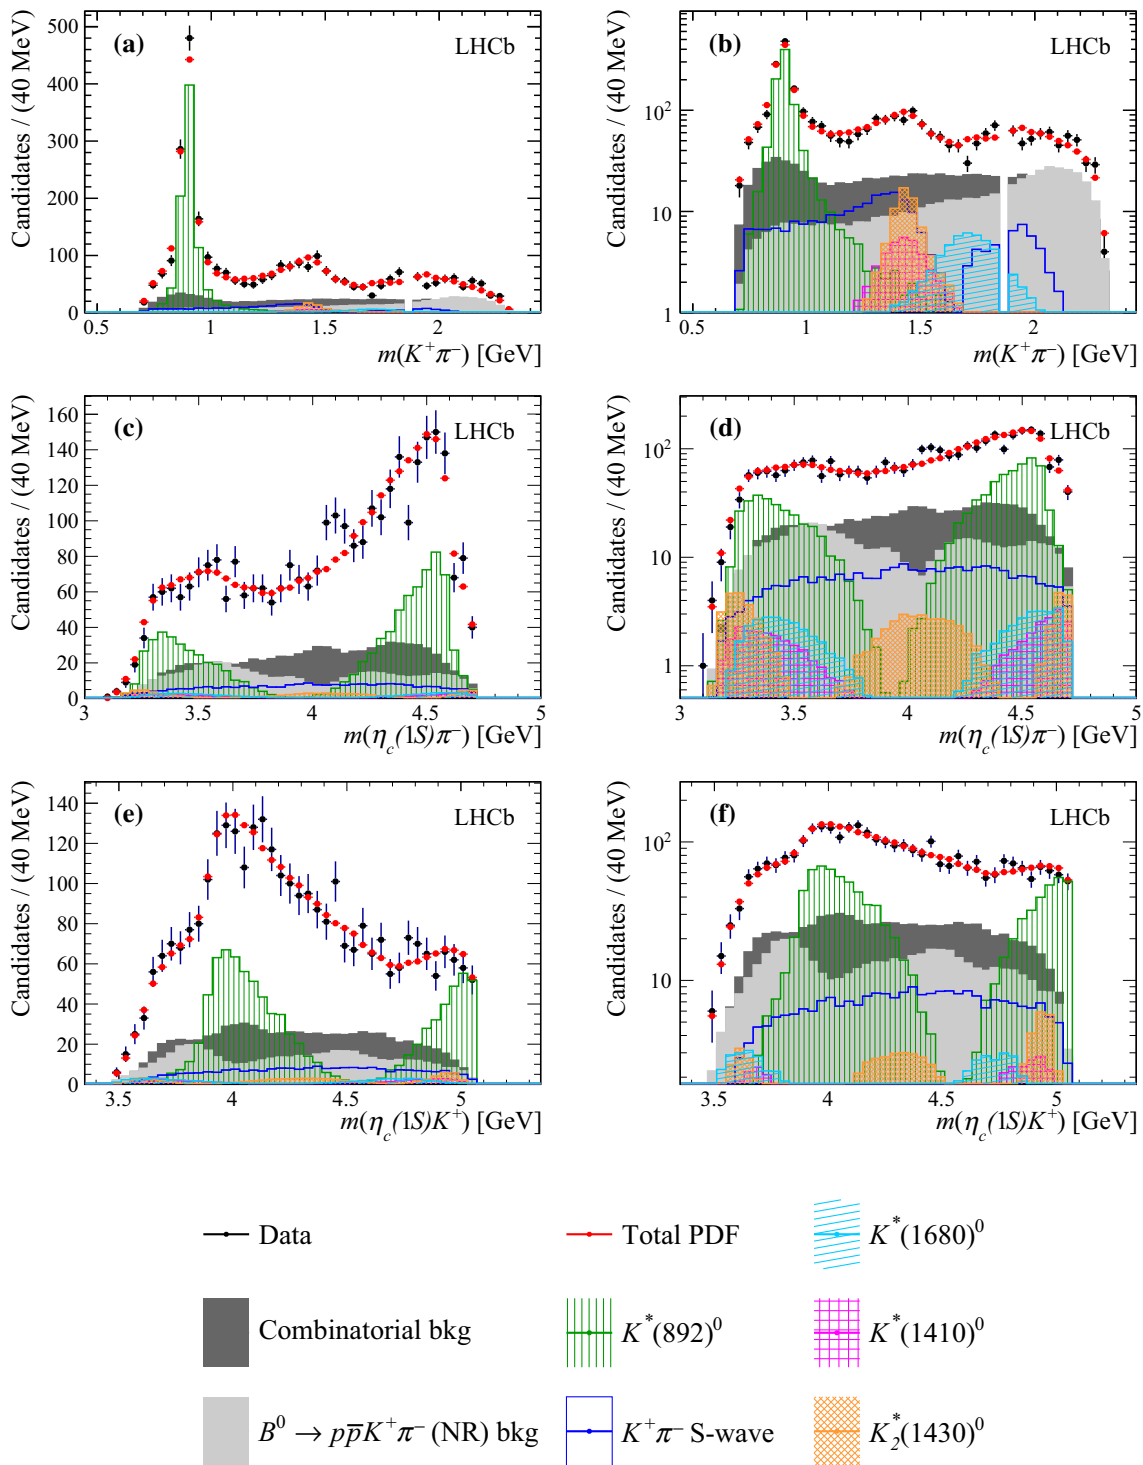 (a) LHCb
Candidates / (40 MeV)
500
400
300
200
100
0
0.5 1 1.5 2
m(K⁺π⁻) [GeV]
(b) LHCb
Candidates / (40 MeV)
10²
10
1
0.5 1 1.5 2
m(K⁺π⁻) [GeV]
(c) LHCb
Candidates / (40 MeV)
160
140
120
100
80
60
40
20
0
3 3.5 4 4.5 5
m(η_c(1S)π⁻) [GeV]
(d) LHCb
Candidates / (40 MeV)
10²
10
1
3 3.5 4 4.5 5
m(η_c(1S)π⁻) [GeV]
(e) LHCb
Candidates / (40 MeV)
140
120
100
80
60
40
20
0
3.5 4 4.5 5
m(η_c(1S)K⁺) [GeV]
(f) LHCb
Candidates / (40 MeV)
10²
10
3.5 4 4.5 5
m(η_c(1S)K⁺) [GeV]
Data Total PDF K*(1680)⁰
Combinatorial bkg K*(892)⁰ K*(1410)⁰
B⁰ → pp̅K⁺π⁻ (NR) bkg K⁺π⁻ S-wave K₂*(1430)⁰